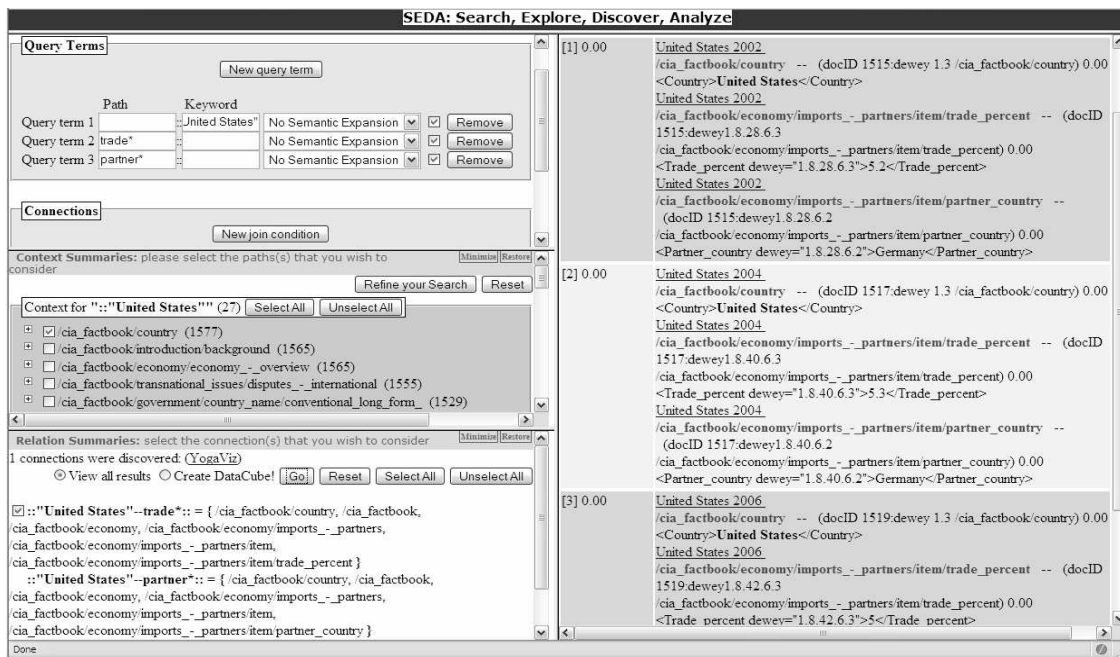 SEDA: Search, Explore, Discover, Analyze
Query Terms
New query term
Path Keyword
Query term 1 :: United States" No Semantic Expansion Remove
Query term 2 trade* :: No Semantic Expansion Remove
Query term 3 partner* :: No Semantic Expansion Remove
Connections
New join condition
Context Summaries: please select the paths(s) that you wish to
consider
Minimize Restore
Refine your Search Reset
Context for "::"United States"" (27) Select All Unselect All
/cia_factbook/country (1577)
/cia_factbook/introduction/background (1565)
/cia_factbook/economy/economy_-_overview (1565)
/cia_factbook/transnational_issues/disputes_-_international (1555)
/cia_factbook/government/country_name/conventional_long_form_ (1529)
Relation Summaries: select the connection(s) that you wish to consider
Minimize Restore
1 connections were discovered: (YogaViz)
View all results Create DataCube! Go Reset Select All Unselect All
::"United States"--trade*:: = { /cia_factbook/country, /cia_factbook,
/cia_factbook/economy, /cia_factbook/economy/imports_-_partners,
/cia_factbook/economy/imports_-_partners/item,
/cia_factbook/economy/imports_-_partners/item/trade_percent }
::"United States"--partner*:: = { /cia_factbook/country, /cia_factbook,
/cia_factbook/economy, /cia_factbook/economy/imports_-_partners,
/cia_factbook/economy/imports_-_partners/item,
/cia_factbook/economy/imports_-_partners/item/partner_country }
Done
[1] 0.00 United States 2002
/cia_factbook/country -- (docID 1515:dewey 1.3 /cia_factbook/country) 0.00
<Country>United States</Country>
United States 2002
/cia_factbook/economy/imports_-_partners/item/trade_percent -- (docID
1515:dewey1.8.28.6.3
/cia_factbook/economy/imports_-_partners/item/trade_percent) 0.00
<Trade_percent dewey="1.8.28.6.3">5.2</Trade_percent>
United States 2002
/cia_factbook/economy/imports_-_partners/item/partner_country --
(docID 1515:dewey1.8.28.6.2
/cia_factbook/economy/imports_-_partners/item/partner_country) 0.00
<Partner_country dewey="1.8.28.6.2">Germany</Partner_country>
[2] 0.00 United States 2004
/cia_factbook/country -- (docID 1517:dewey 1.3 /cia_factbook/country) 0.00
<Country>United States</Country>
United States 2004
/cia_factbook/economy/imports_-_partners/item/trade_percent -- (docID
1517:dewey1.8.40.6.3
/cia_factbook/economy/imports_-_partners/item/trade_percent) 0.00
<Trade_percent dewey="1.8.40.6.3">5.3</Trade_percent>
United States 2004
/cia_factbook/economy/imports_-_partners/item/partner_country --
(docID 1517:dewey1.8.40.6.2
/cia_factbook/economy/imports_-_partners/item/partner_country) 0.00
<Partner_country dewey="1.8.40.6.2">Germany</Partner_country>
[3] 0.00 United States 2006
/cia_factbook/country -- (docID 1519:dewey 1.3 /cia_factbook/country) 0.00
<Country>United States</Country>
United States 2006
/cia_factbook/economy/imports_-_partners/item/trade_percent -- (docID
1519:dewey1.8.42.6.3
/cia_factbook/economy/imports_-_partners/item/trade_percent) 0.00
<Trade_percent dewey="1.8.42.6.3">5</Trade_percent>